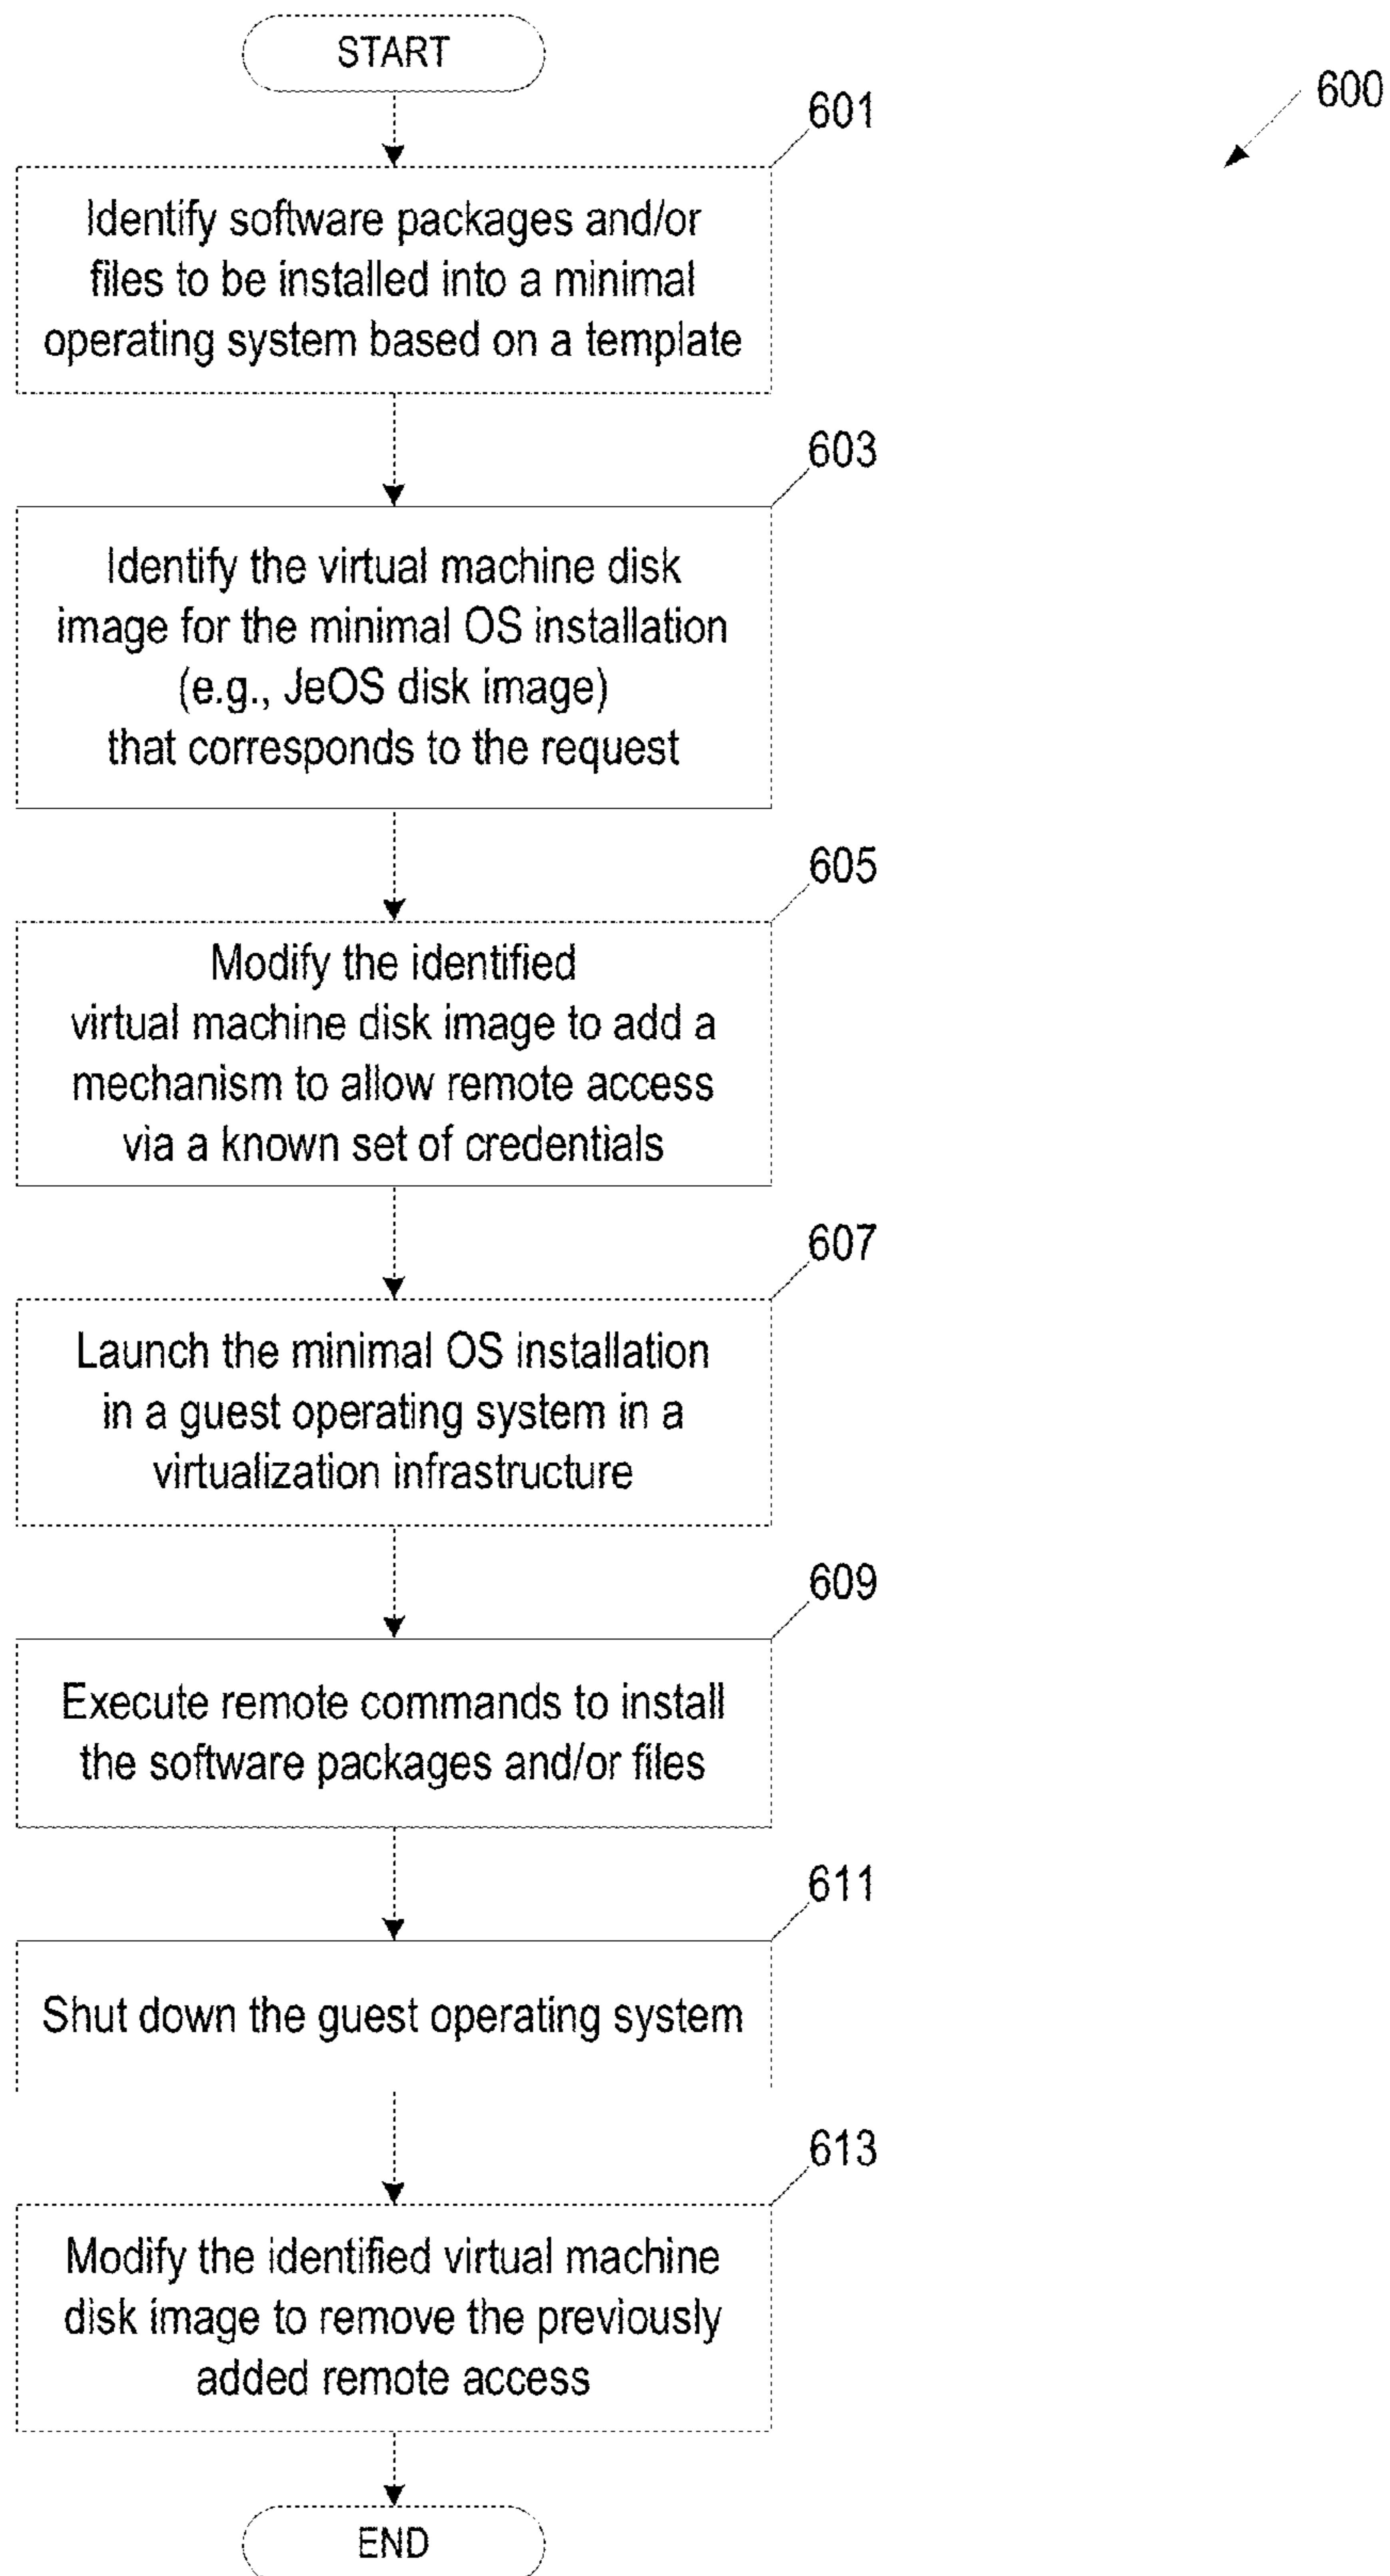 START
600
601
Identify software packages and/or
files to be installed into a minimal
operating system based on a template
603
Identify the virtual machine disk
image for the minimal OS installation
(e.g., JeOS disk image)
that corresponds to the request
605
Modify the identified
virtual machine disk image to add a
mechanism to allow remote access
via a known set of credentials
607
Launch the minimal OS installation
in a guest operating system in a
virtualization infrastructure
609
Execute remote commands to install
the software packages and/or files
611
Shut down the guest operating system
613
Modify the identified virtual machine
disk image to remove the previously
added remote access
END